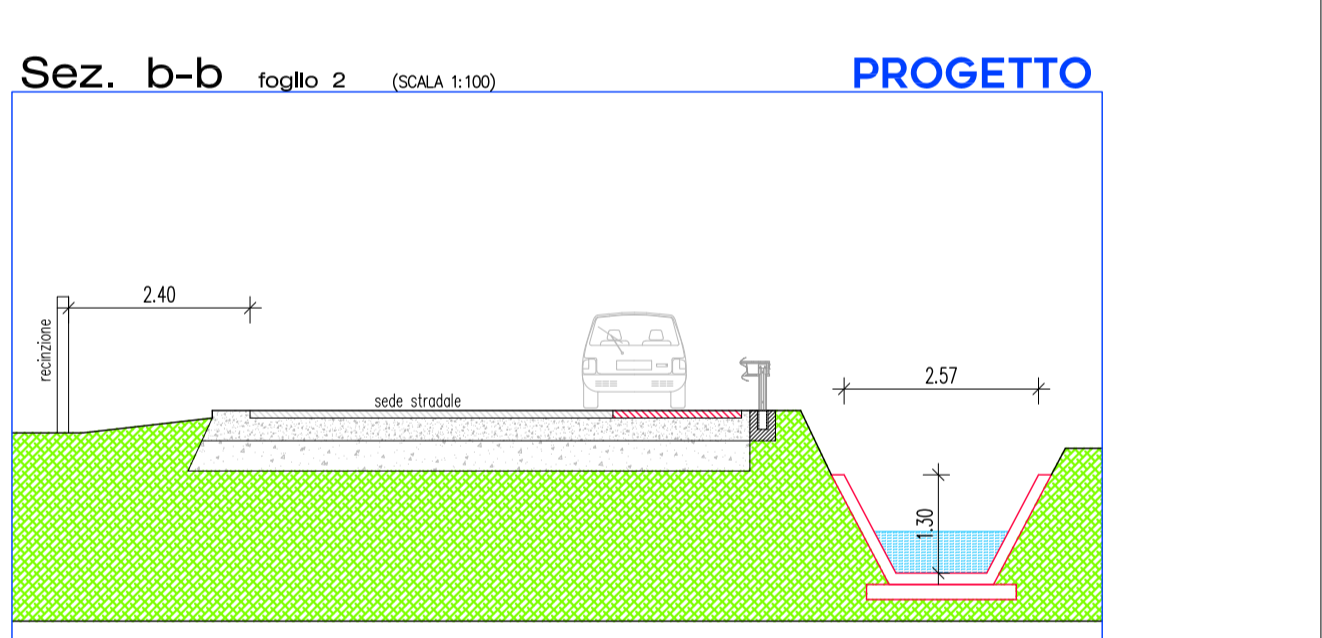 Sez. b-b foglio 2 (SCALA 1:100) PROGETTO
2.40
recinzione
sede stradale
2.57
1.30